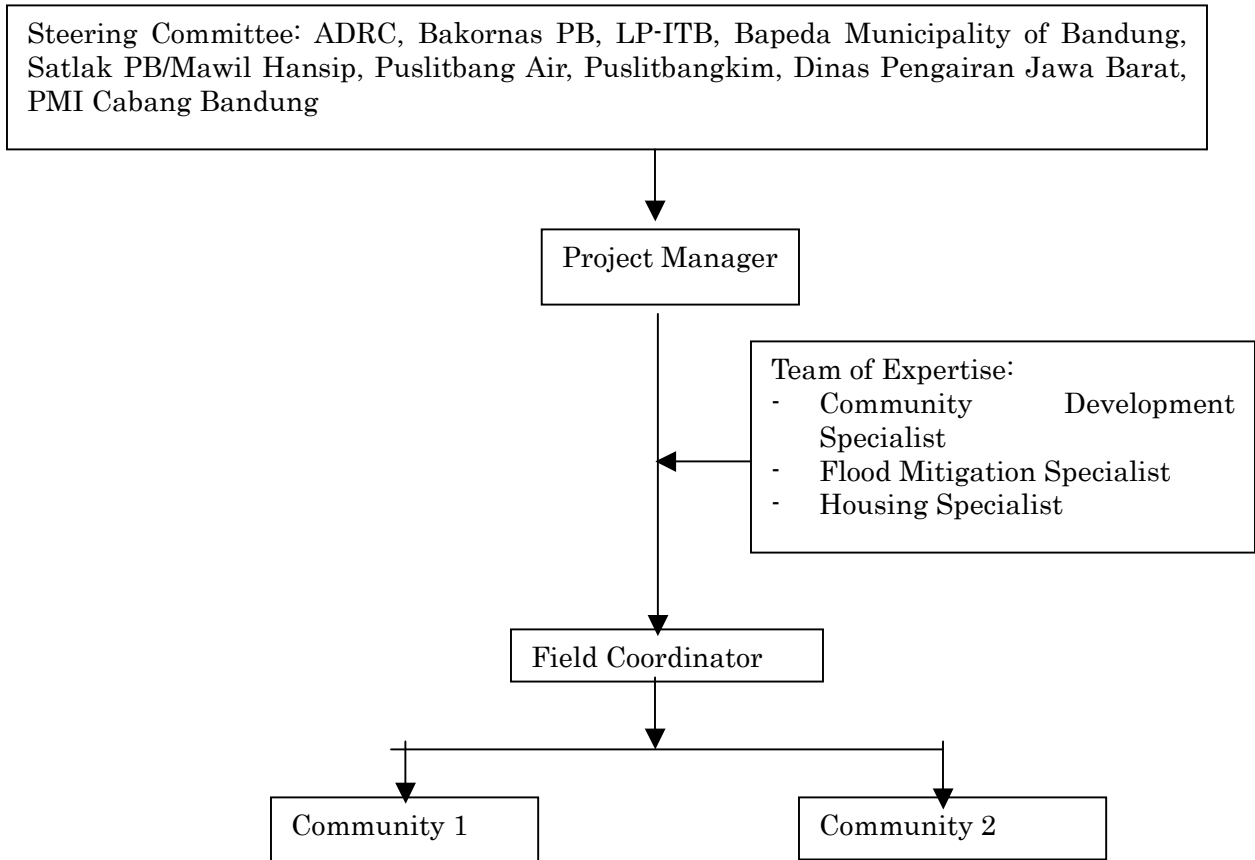 Steering Committee: ADRC, Bakornas PB, LP-ITB, Bapeda Municipality of Bandung,
Satlak PB/Mawil Hansip, Puslitbang Air, Puslitbangkim, Dinas Pengairan Jawa Barat,
PMI Cabang Bandung
Project Manager
Team of Expertise:
- Community Development
Specialist
- Flood Mitigation Specialist
- Housing Specialist
Field Coordinator
Community 1
Community 2